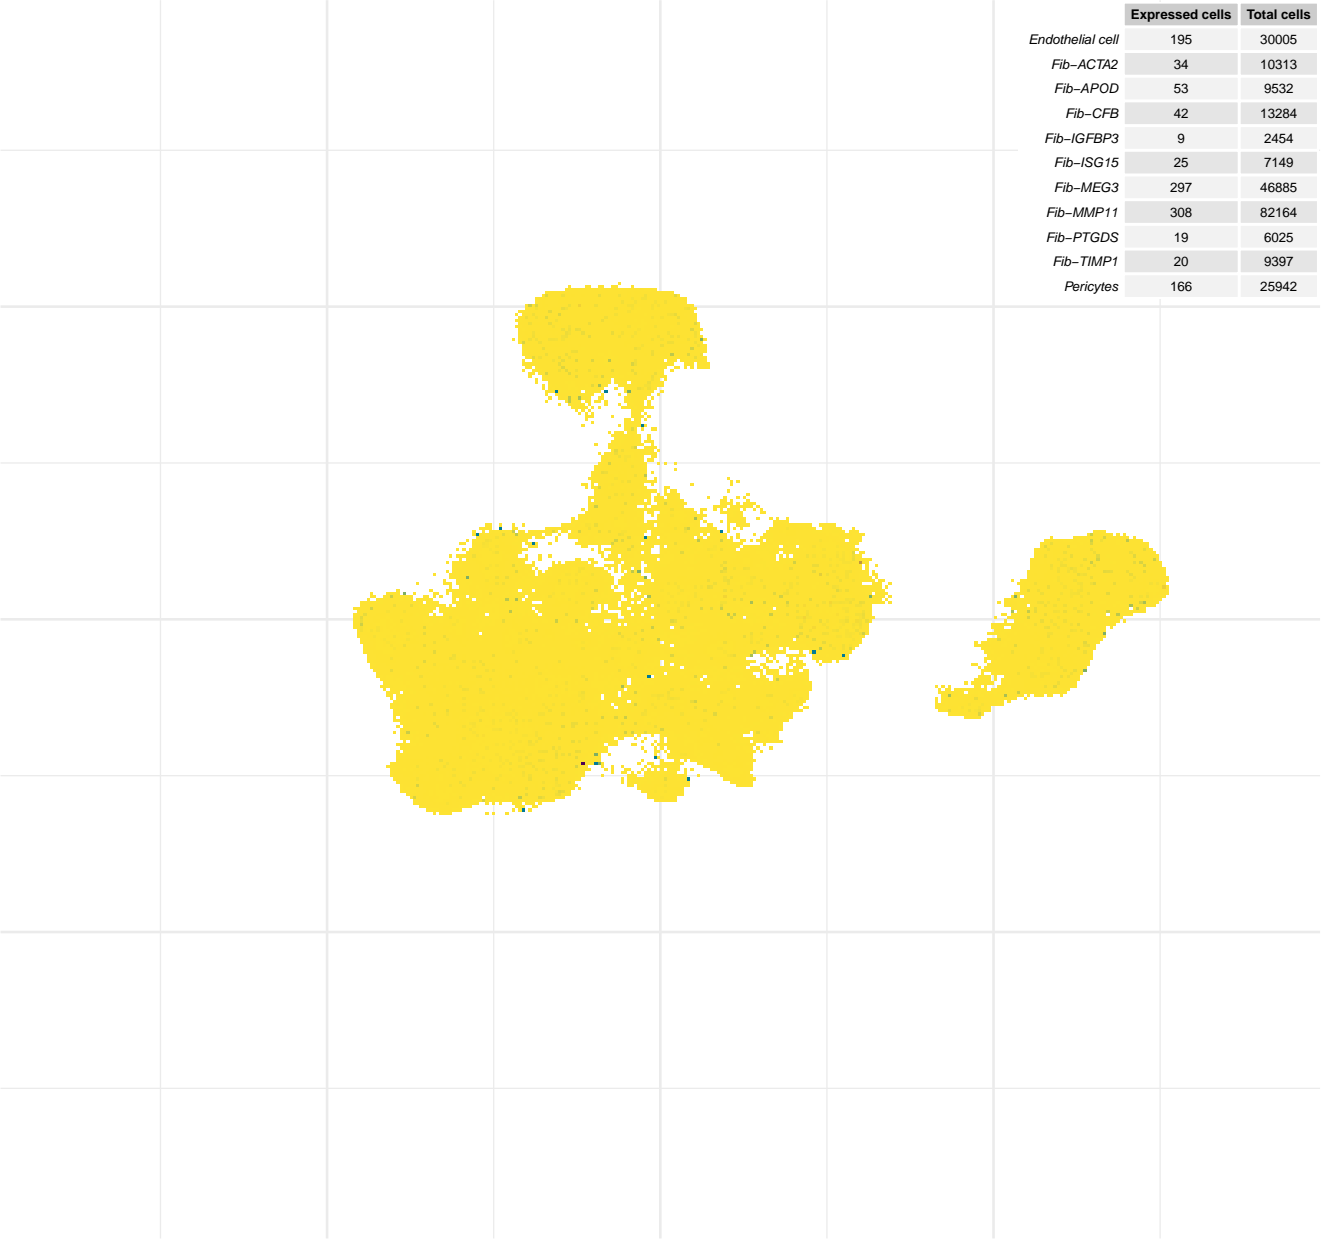 Expressed cells Total cells
Endothelial cell 195 30005
Fib−ACTA2 34 10313
Fib−APOD 53 9532
Fib−CFB 42 13284
Fib−IGFBP3 9 2454
Fib−ISG15 25 7149
Fib−MEG3 297 46885
Fib−MMP11 308 82164
Fib−PTGDS 19 6025
Fib−TIMP1 20 9397
Pericytes 166 25942